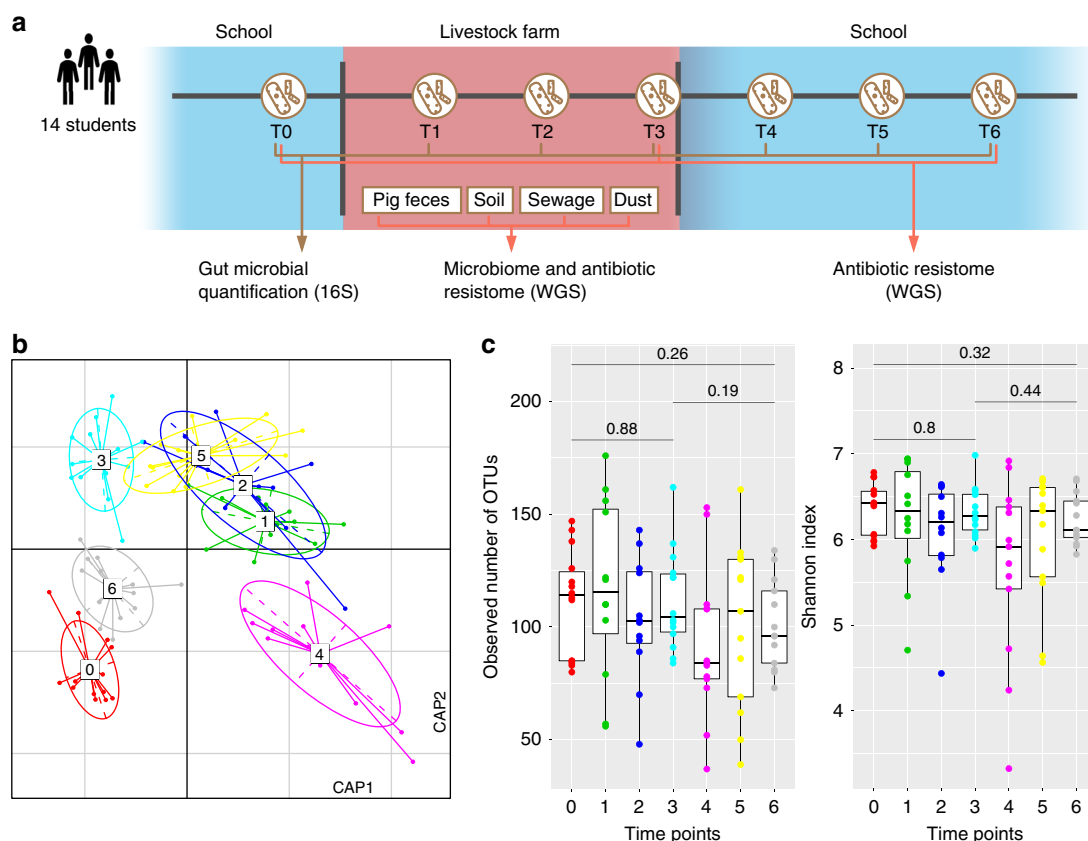 a
School
Livestock farm
School
14 students
T0
T1
T2
T3
T4
T5
T6
Pig feces
Soil
Sewage
Dust
Gut microbial
quantification (16S)
Microbiome and antibiotic
resistome (WGS)
Antibiotic resistome
(WGS)
b
3
5
2
1
6
4
0
CAP1
CAP2
c
Observed number of OTUs
200
150
100
50
0.26
0.19
0.88
0 1 2 3 4 5 6
Time points
Shannon index
8
7
6
5
4
0.32
0.44
0.8
0 1 2 3 4 5 6
Time points